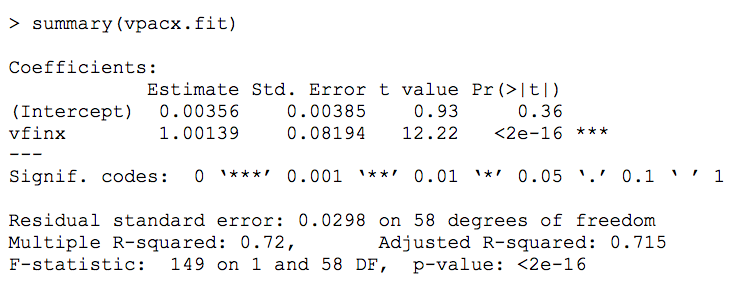 > summary(vpacx.fit)
Coefficients:
Estimate Std. Error t value Pr(>|t|)
(Intercept) 0.00356 0.00385 0.93 0.36
vfinx 1.00139 0.08194 12.22 <2e-16 ***
---
Signif. codes: 0 ‘***’ 0.001 ‘**’ 0.01 ‘*’ 0.05 ‘.’ 0.1 ‘ ’ 1
Residual standard error: 0.0298 on 58 degrees of freedom
Multiple R-squared: 0.72, Adjusted R-squared: 0.715
F-statistic: 149 on 1 and 58 DF, p-value: <2e-16